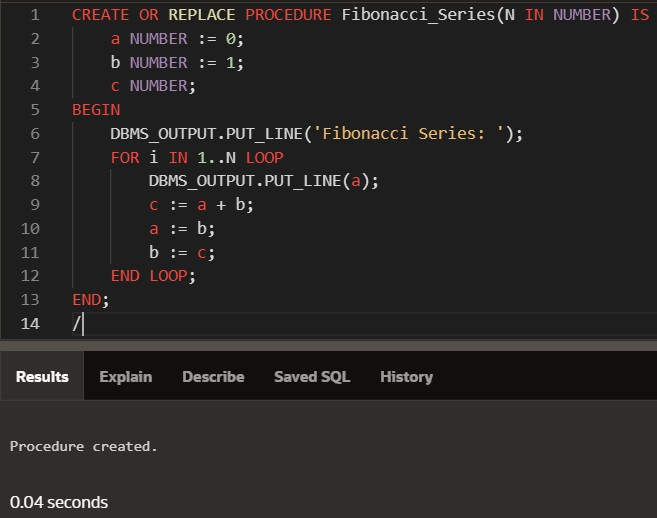 1 CREATE OR REPLACE PROCEDURE Fibonacci_Series(N IN NUMBER) IS
2 a NUMBER := 0;
3 b NUMBER := 1;
4 c NUMBER;
5 BEGIN
6 DBMS_OUTPUT.PUT_LINE('Fibonacci Series: ');
7 FOR i IN 1..N LOOP
8 DBMS_OUTPUT.PUT_LINE(a);
9 c := a + b;
10 a := b;
11 b := c;
12 END LOOP;
13 END;
14 /
Results Explain Describe Saved SQL History
Procedure created.
0.04 seconds